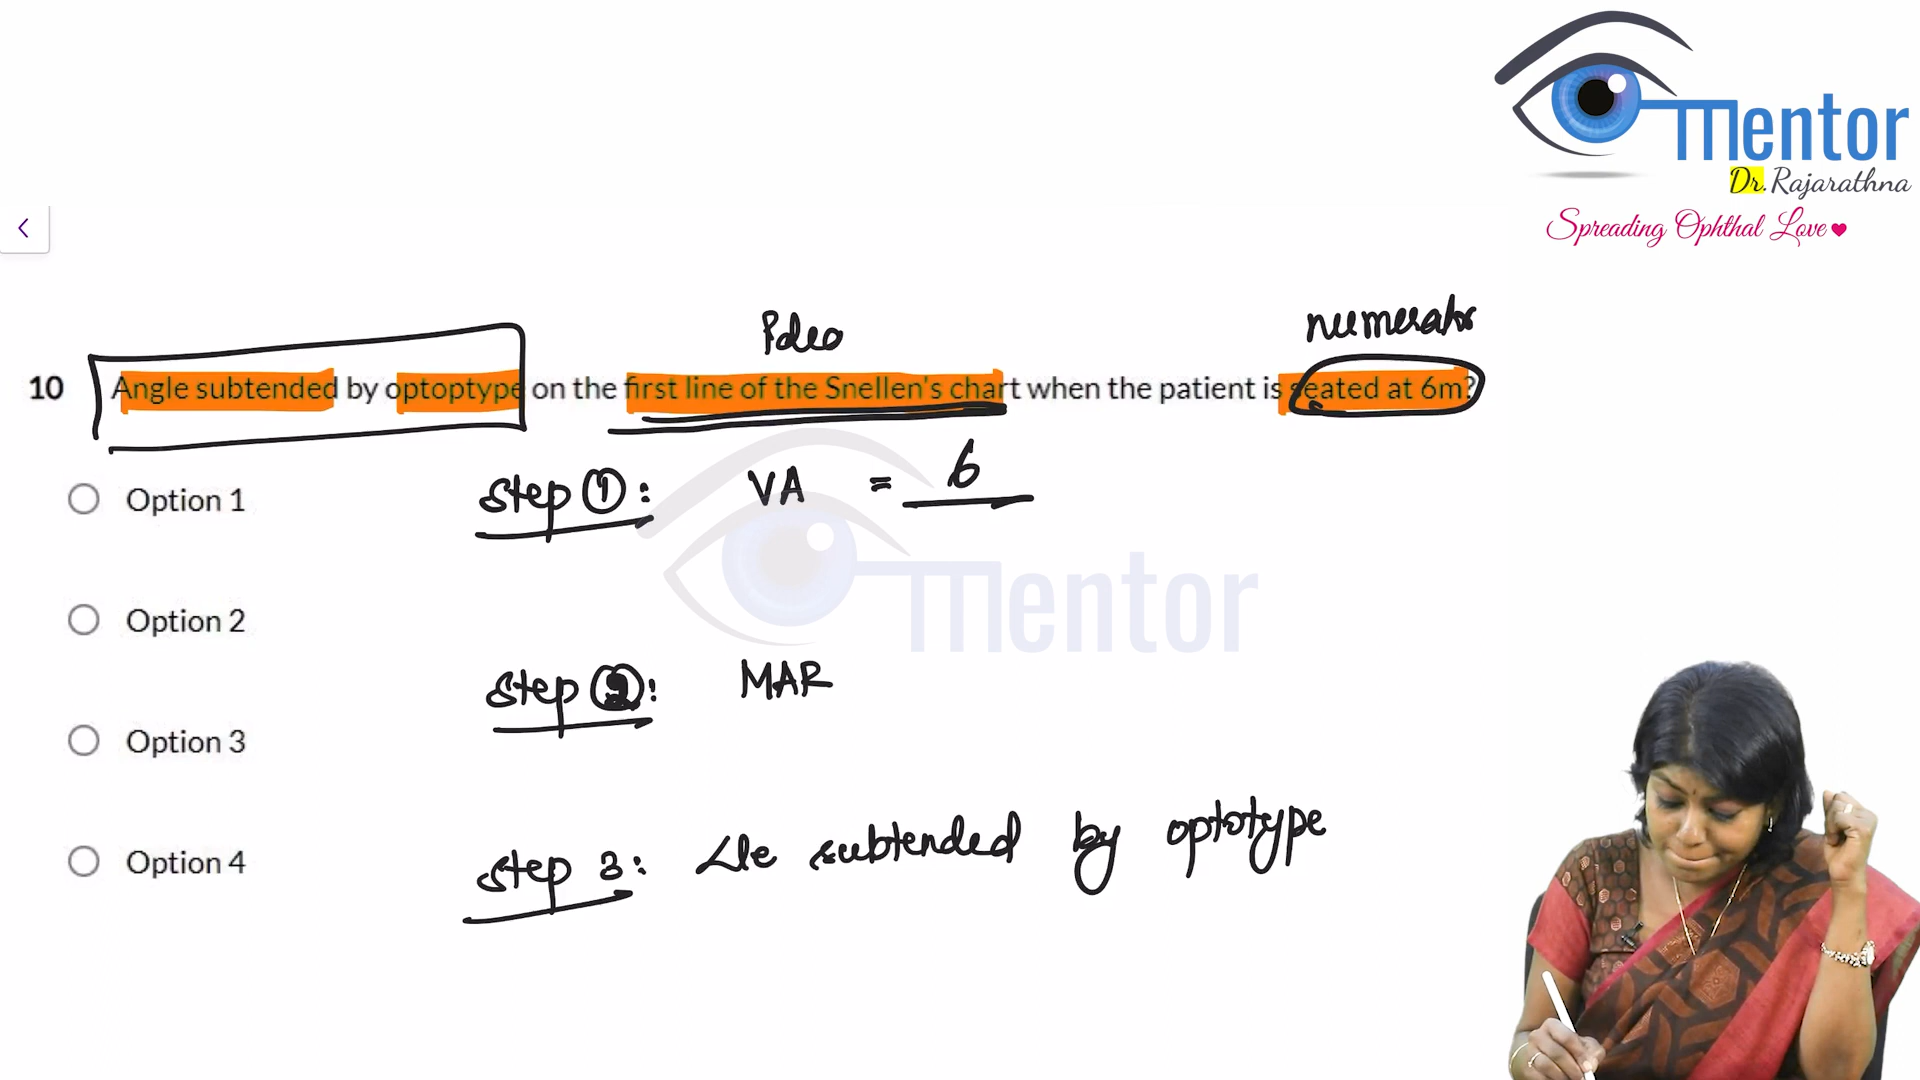 mentor
Dr. Rajarathna
Spreading Ophthal Love
numerator
10 Angle subtended by optoptype on the first line of the Snellen's chart when the patient is seated at 6m?
Option 1
Step 1: VA = 6
mentor
Option 2
Step 2: MAR
Option 3
Step 3: ∠le subtended by optotype
Option 4